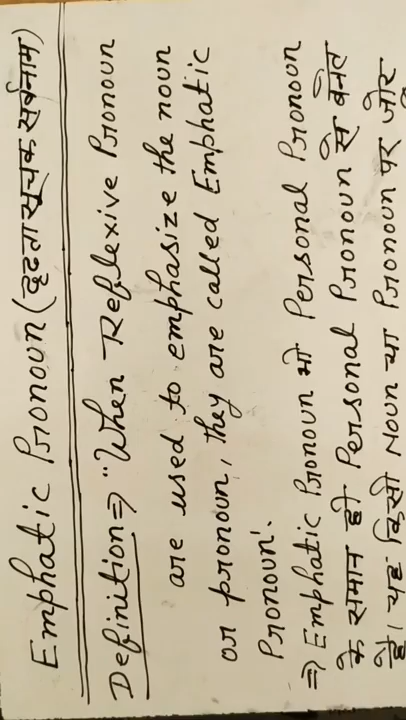 Emphatic Pronoun (दृढ़ता सूचक सर्वनाम)
Definition ⇒ "When Reflexive Pronoun
are used to emphasize the noun
or pronoun, they are called Emphatic
Pronoun'.
⇒ Emphatic Pronoun भी Personal Pronoun
के समान ही Personal Pronoun से बनते
है। यह किसी Noun या Pronoun पर जोर